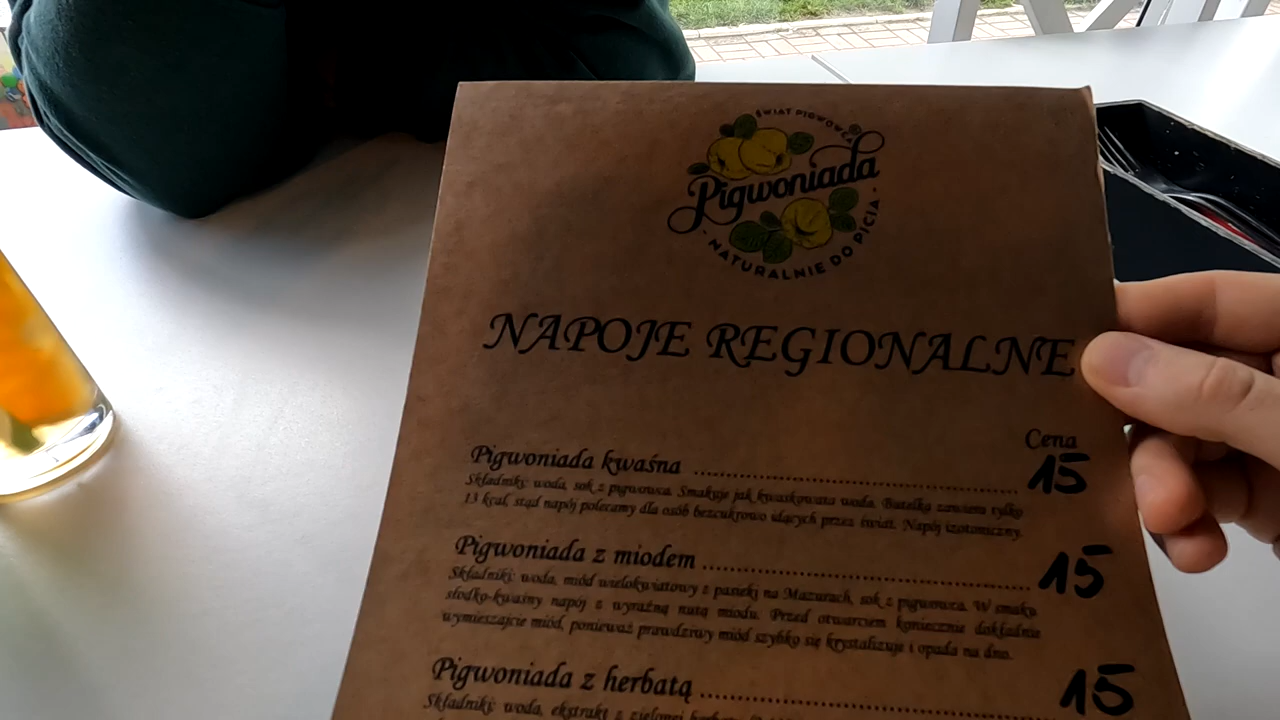 ŚWIAT PIGWOWCA
Pigwoniada
- NATURALNIE DO PICIA -
NAPOJE REGIONALNE
Cena
Pigwoniada kwaśna ........................................ 15
Składniki: woda, sok z pigwowca. Smakuje jak kwaskowata woda. Butelka zawiera tylko
13 kcal, stąd napój polecamy dla osób bezcukrowo idących przez świat. Napój izotoniczny.
Pigwoniada z miodem ........................................ 15
Składniki: woda, miód wielokwiatowy z pasieki na Mazurach, sok z pigwowca. W smaku
słodko-kwaśny napój z wyraźną nutą miodu. Przed otwarciem koniecznie dokładnie
wymieszajcie miód, ponieważ prawdziwy miód szybko się krystalizuje i opada na dno.
Pigwoniada z herbatą ........................................ 15
Składniki: woda, ekstrakt z zielonej herbaty